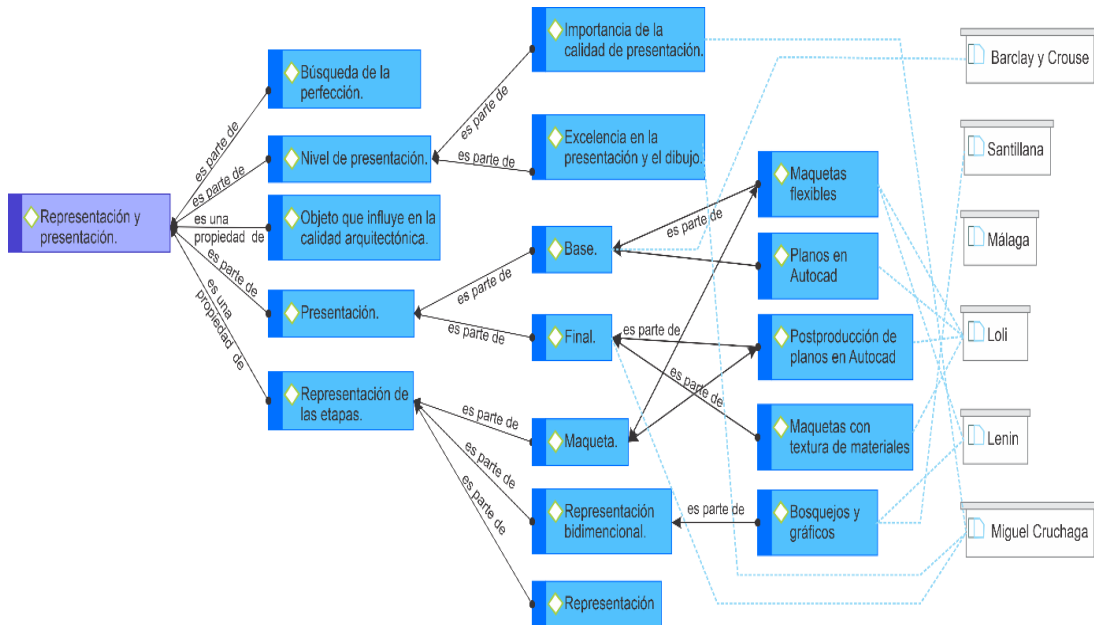 Representación y
presentación.
es parte de
es parte de
es una
propiedad de
es parte de
es una
propiedad de
Búsqueda de la
perfección.
Nivel de presentación.
Objeto que influye en la
calidad arquitectónica.
Presentación.
Representación de
las etapas.
es parte de
es parte de
es parte de
es parte de
es parte de
es parte de
es parte de
Importancia de la
calidad de presentación.
Excelencia en la
presentación y el dibujo.
Base.
Final.
Maqueta.
Representación
bidimencional.
Representación
es parte de
es parte de
es parte de
es parte de
Maquetas
flexibles
Planos en
Autocad
Postproducción de
planos en Autocad
Maquetas con
textura de materiales
Bosquejos y
gráficos
Barclay y Crouse
Santillana
Málaga
Loli
Lenin
Miguel Cruchaga